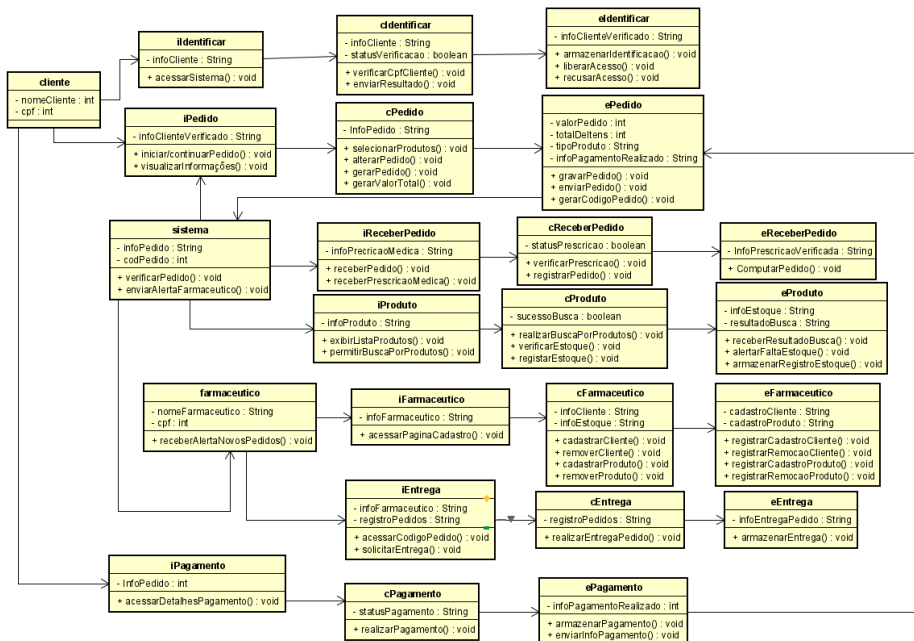 iIdentificar
- infoCliente : String
+ acessarSistema() : void
cIdentificar
- infoCliente : String
- statusVerificacao : boolean
+ verificarCpfCliente() : void
+ enviarResultado() : void
eIdentificar
- infoClienteVerificado : String
+ armazenarIdentificacao() : void
+ liberarAcesso() : void
+ recusarAcesso() : void
cliente
- nomeCliente : int
- cpf : int
iPedido
- infoClienteVerificado : String
+ iniciar/continuarPedido() : void
+ visualizarInformações() : void
cPedido
- InfoPedido : String
+ selecionarProdutos() : void
+ alterarPedido() : void
+ gerarPedido() : void
+ gerarValorTotal() : void
ePedido
- valorPedido : int
- totalDeItens : int
- tipoProduto : String
- infoPagamentoRealizado : String
+ gravarPedido() : void
+ enviarPedido() : void
+ gerarCodigoPedido() : void
sistema
- infoPedido : String
- codPedido : int
+ verificarPedido() : void
+ enviarAlertaFarmaceutico() : void
iReceberPedido
- infoPrecricaoMedica : String
+ receberPedido() : void
+ receberPrescricaoMedica() : void
cReceberPedido
- statusPrescricao : boolean
+ verificarPrescricao() : void
+ registrarPedido() : void
eReceberPedido
- InfoPrescricaoVerificada : String
+ ComputarPedido() : void
iProduto
- infoProduto : String
+ exibirListaProdutos() : void
+ permitirBuscaPorProdutos() : void
cProduto
- sucessoBusca : boolean
+ realizarBuscaPorProdutos() : void
+ verificarEstoque() : void
+ registarEstoque() : void
eProduto
- infoEstoque : String
- resultadoBusca : String
+ receberResultadoBusca() : void
+ alertarFaltaEstoque() : void
+ armazenarRegistroEstoque() : void
farmaceutico
- nomeFarmaceutico : String
- cpf : int
+ receberAlertaNovosPedidos() : void
iFarmaceutico
- infoFarmaceutico : String
+ acessarPaginaCadastro() : void
cFarmaceutico
- infoCliente : String
- infoEstoque : String
+ cadastrarCliente() : void
+ removerCliente() : void
+ cadastrarProduto() : void
+ removerProduto() : void
eFarmaceutico
- cadastroCliente : String
- cadastroProduto : String
+ registrarCadastroCliente() : void
+ registrarRemocaoCliente() : void
+ registrarCadastroProduto() : void
+ registrarRemocaoProduto() : void
iEntrega
- infoFarmaceutico : String
- registroPedidos : String
+ acessarCodigoPedido() : void
+ solicitarEntrega() : void
cEntrega
- registroPedidos : String
+ realizarEntregaPedido() : void
eEntrega
- infoEntregaPedido : String
+ armazenarEntrega() : void
iPagamento
- InfoPedido : int
+ acessarDetalhesPagamento() : void
cPagamento
- statusPagamento : String
+ realizarPagamento() : void
ePagamento
- infoPagamentoRealizado : int
+ armazenarPagamento() : void
+ enviarInfoPagamento() : void